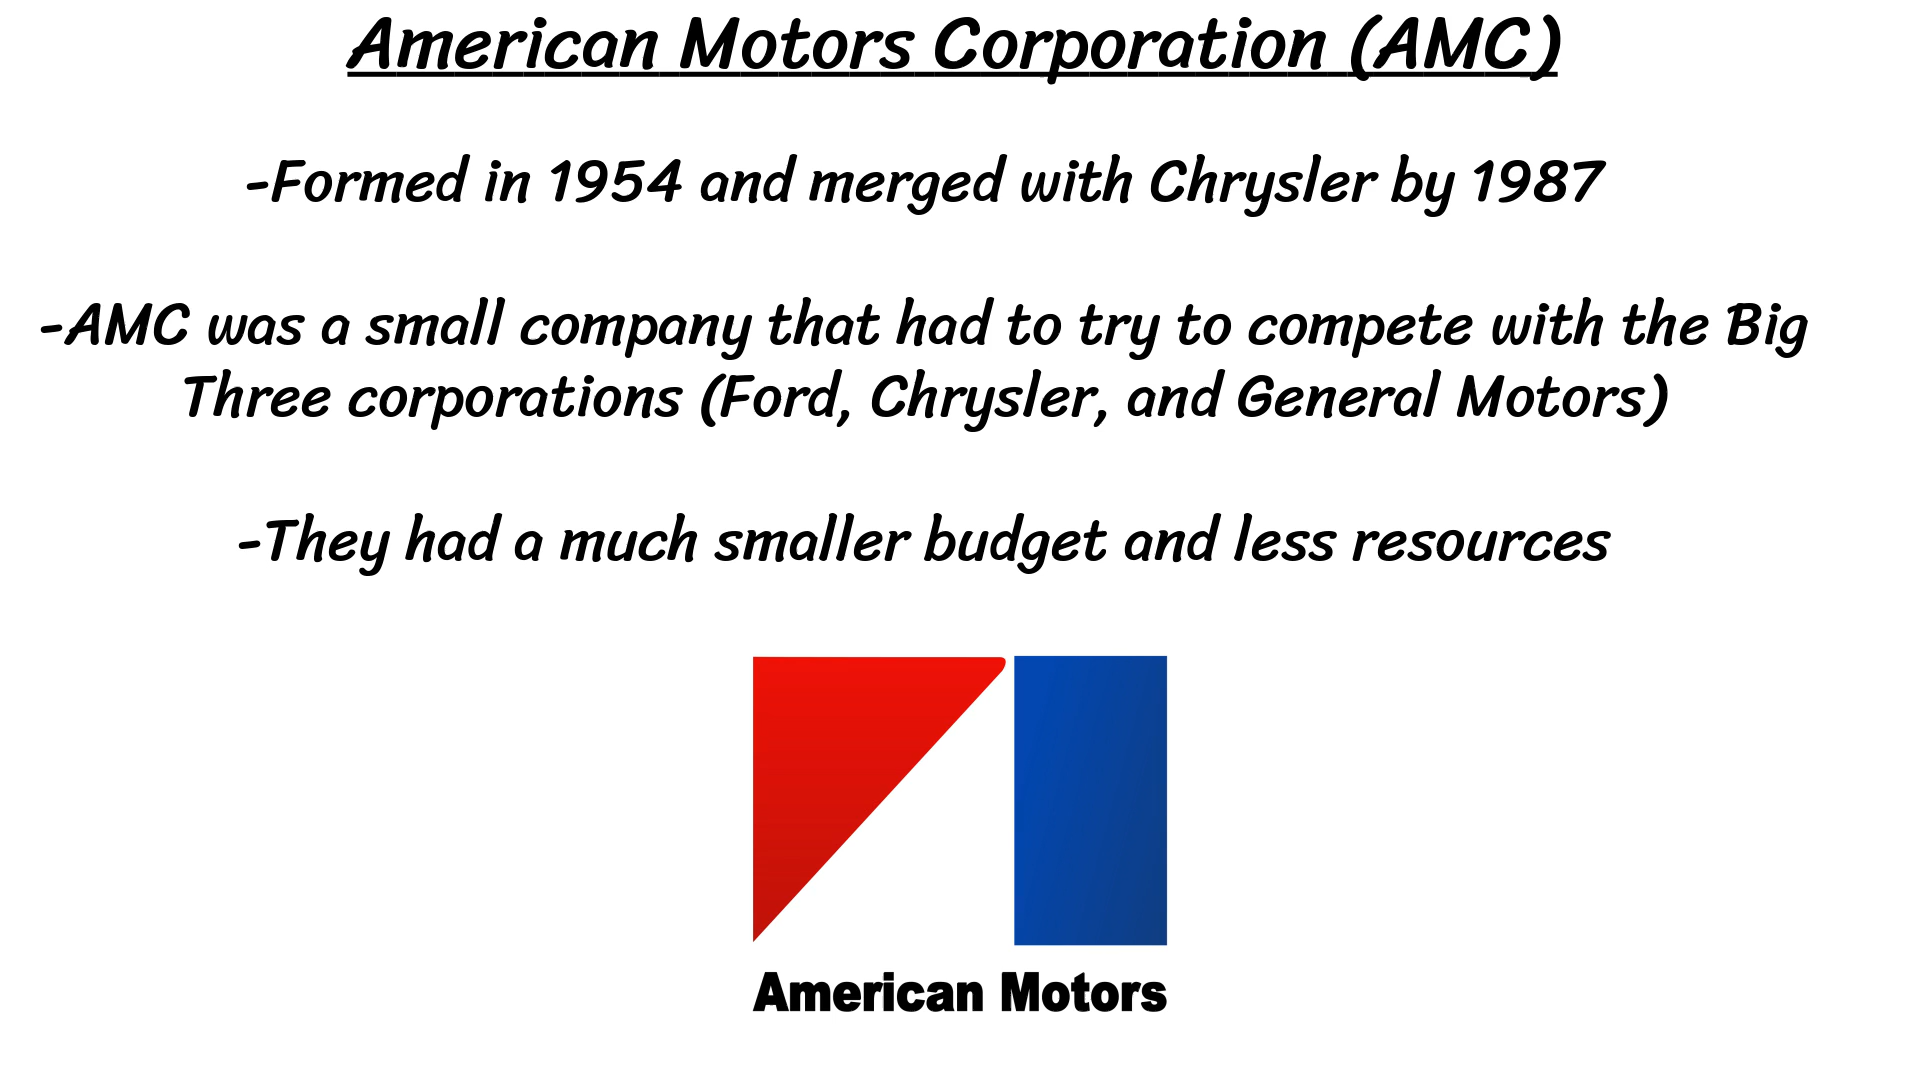 American Motors Corporation (AMC)
-Formed in 1954 and merged with Chrysler by 1987
-AMC was a small company that had to try to compete with the Big
Three corporations (Ford, Chrysler, and General Motors)
-They had a much smaller budget and less resources
American Motors